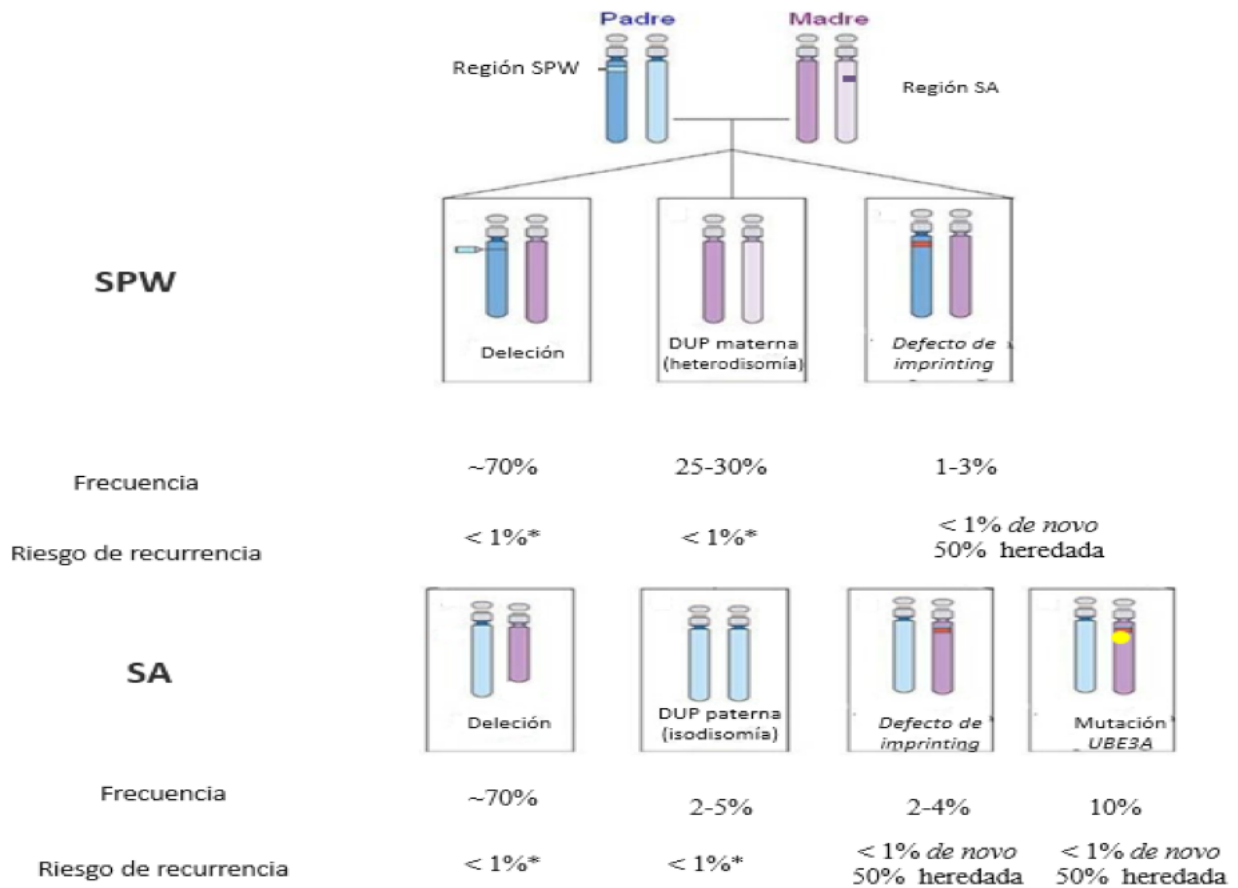 Padre
Madre
Región SPW
Región SA
SPW
Deleción
DUP materna
(heterodisomía)
Defecto de
imprinting
Frecuencia
~70%
25-30%
1-3%
Riesgo de recurrencia
< 1%*
< 1%*
< 1% de novo
50% heredada
SA
Deleción
DUP paterna
(isodisomía)
Defecto de
imprinting
Mutación
UBE3A
Frecuencia
~70%
2-5%
2-4%
10%
Riesgo de recurrencia
< 1%*
< 1%*
< 1% de novo
50% heredada
< 1% de novo
50% heredada